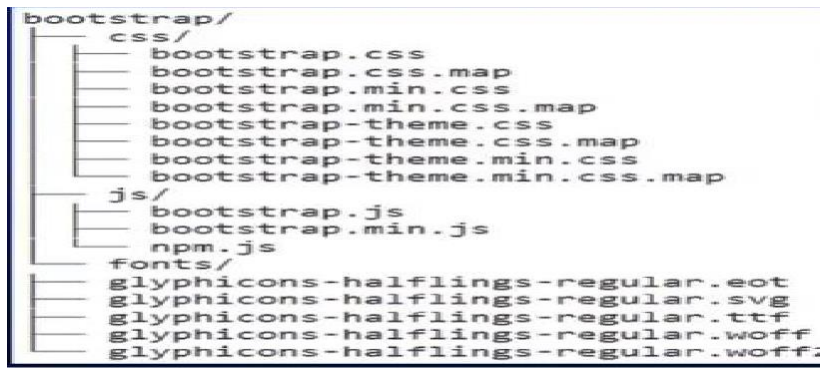 bootstrap/
├── css/
│   ├── bootstrap.css
│   ├── bootstrap.css.map
│   ├── bootstrap.min.css
│   ├── bootstrap.min.css.map
│   ├── bootstrap-theme.css
│   ├── bootstrap-theme.css.map
│   ├── bootstrap-theme.min.css
│   └── bootstrap-theme.min.css.map
├── js/
│   ├── bootstrap.js
│   ├── bootstrap.min.js
│   └── npm.js
└── fonts/
├── glyphicons-halflings-regular.eot
├── glyphicons-halflings-regular.svg
├── glyphicons-halflings-regular.ttf
├── glyphicons-halflings-regular.woff
└── glyphicons-halflings-regular.woff2